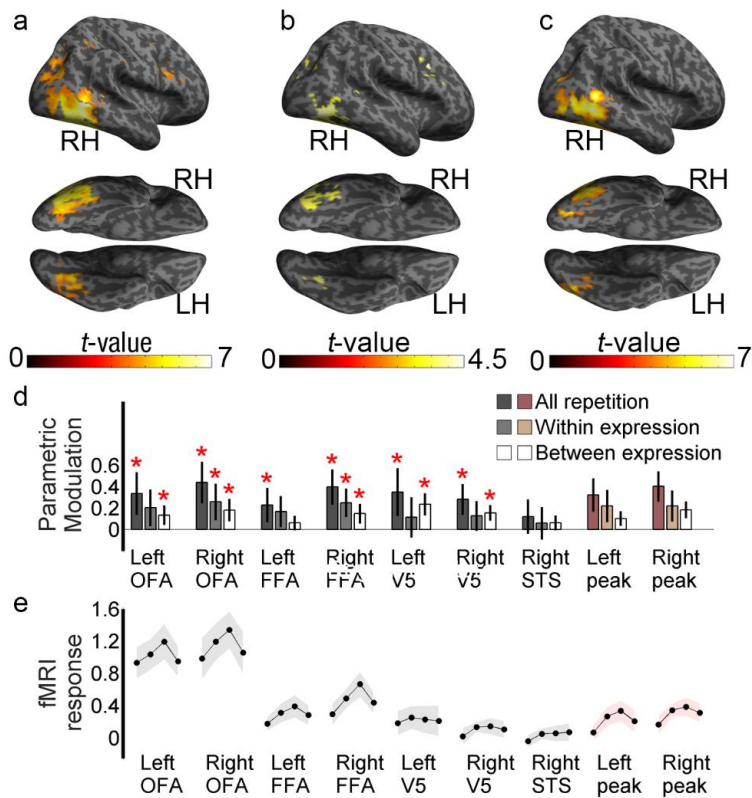 a
b
c
RH
RH
RH
RH
RH
RH
LH
LH
LH
t-value
t-value
t-value
0 7
0 4.5
0 7
d
All repetition
Within expression
Between expression
Parametric
Modulation
0.6
0.4
0.2
0
* * * * * * * * * * * * *
Left Right Left Right Left Right Right Left Right
OFA OFA FFA FFA V5 V5 STS peak peak
e
fMRI
response
1.6
1.2
0.8
0.4
0
Left Right Left Right Left Right Right Left Right
OFA OFA FFA FFA V5 V5 STS peak peak